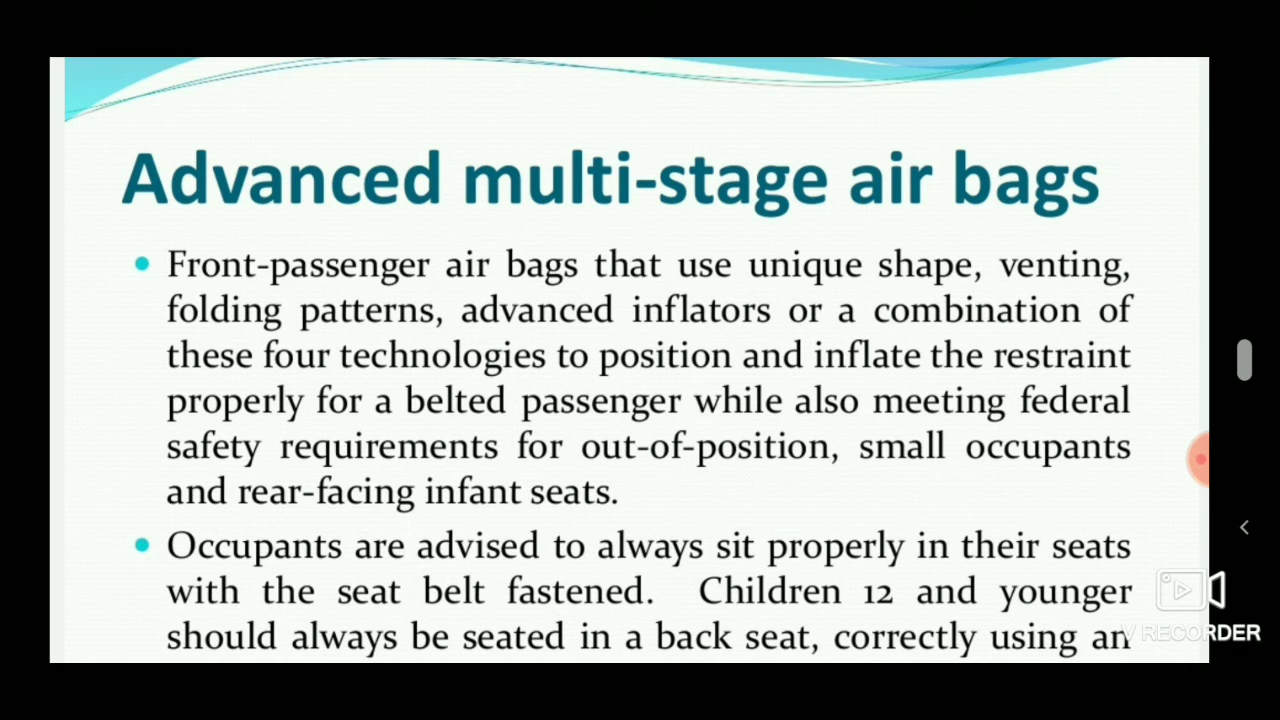 Advanced multi-stage air bags
• Front-passenger air bags that use unique shape, venting,
folding patterns, advanced inflators or a combination of
these four technologies to position and inflate the restraint
properly for a belted passenger while also meeting federal
safety requirements for out-of-position, small occupants
and rear-facing infant seats.
• Occupants are advised to always sit properly in their seats
with the seat belt fastened. Children 12 and younger
should always be seated in a back seat, correctly using an
V RECORDER